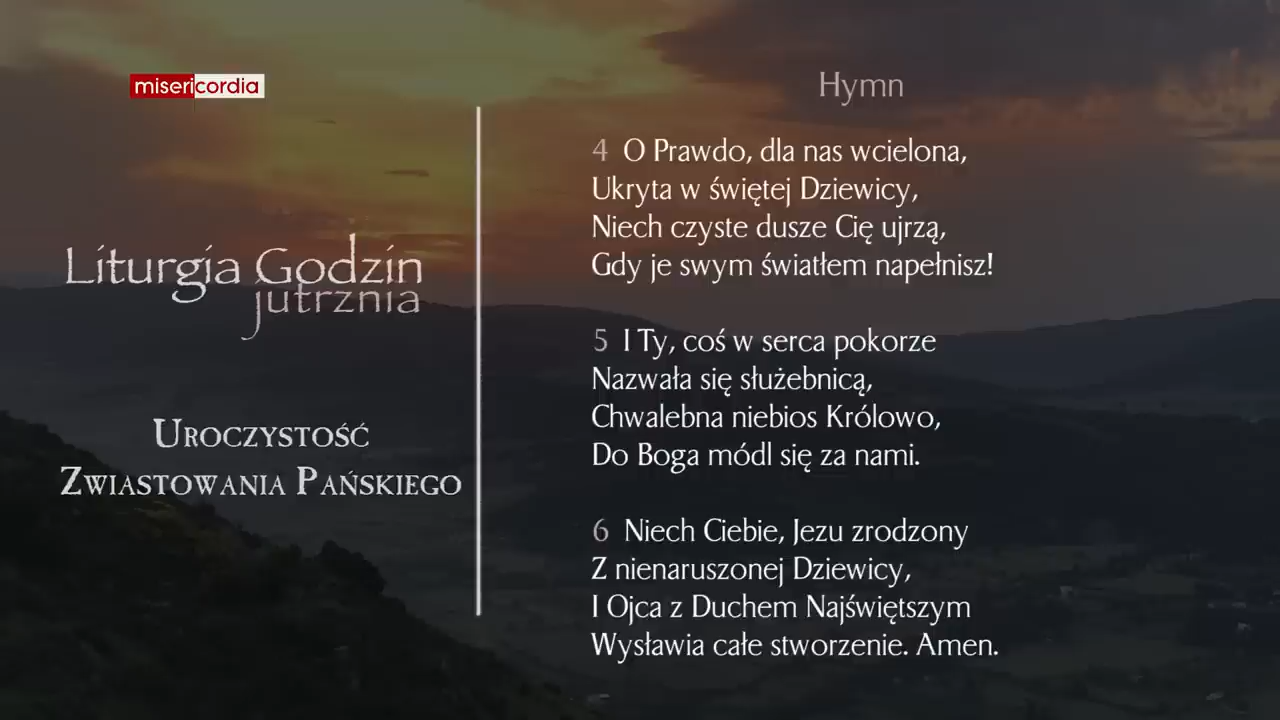 misericordia
Liturgia Godzin
jutrznia
Uroczystość
Zwiastowania Pańskiego
Hymn
4 O Prawdo, dla nas wcielona,
Ukryta w świętej Dziewicy,
Niech czyste dusze Cię ujrzą,
Gdy je swym światłem napełnisz!
5 I Ty, coś w serca pokorze
Nazwała się służebnicą,
Chwalebna niebios Królowo,
Do Boga módl się za nami.
6 Niech Ciebie, Jezu zrodzony
Z nienaruszonej Dziewicy,
I Ojca z Duchem Najświętszym
Wysławia całe stworzenie. Amen.